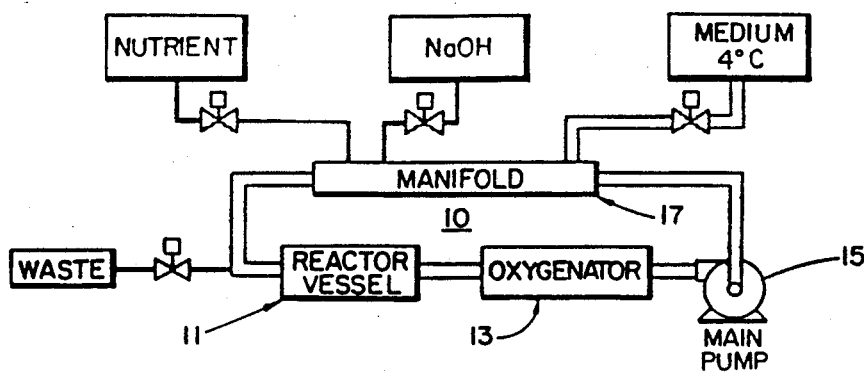 NUTRIENT
NaOH
MEDIUM
4°C
MANIFOLD
10
17
WASTE
REACTOR
VESSEL
OXYGENATOR
15
11
13
MAIN
PUMP